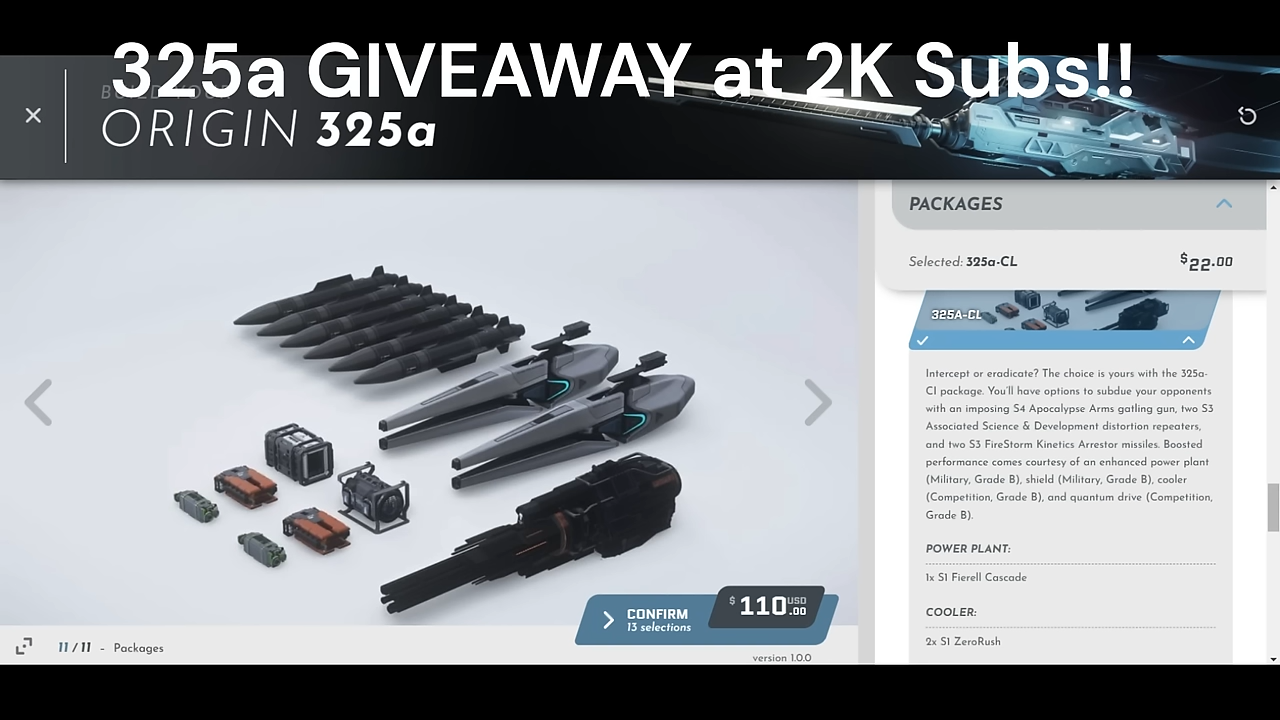 325a GIVEAWAY at 2K Subs!!
BUILD YOUR
ORIGIN 325a
PACKAGES
Selected: 325a-CL
$22.00
325A-CL
Intercept or eradicate? The choice is yours with the 325a-
CI package. You'll have options to subdue your opponents
with an imposing S4 Apocalypse Arms gatling gun, two S3
Associated Science & Development distortion repeaters,
and two S3 FireStorm Kinetics Arrestor missiles. Boosted
performance comes courtesy of an enhanced power plant
(Military, Grade B), shield (Military, Grade B), cooler
(Competition, Grade B), and quantum drive (Competition,
Grade B).
POWER PLANT:
1x S1 Fierell Cascade
COOLER:
2x S1 ZeroRush
CONFIRM
13 selections
$ 110.00 USD
11 / 11 - Packages
version 1.0.0